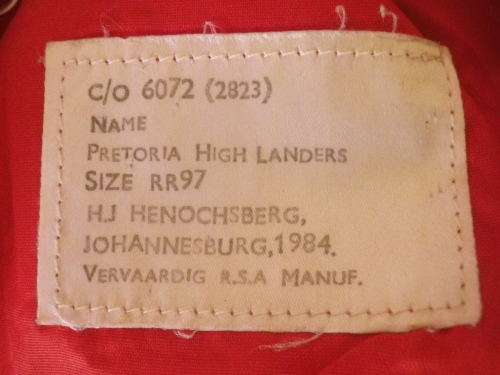 C/O 6072 (2823)
NAME
PRETORIA HIGH LANDERS
SIZE RR97
H.J HENOCHSBERG,
JOHANNESBURG,1984.
VERVAARDIG R.S.A MANUF.